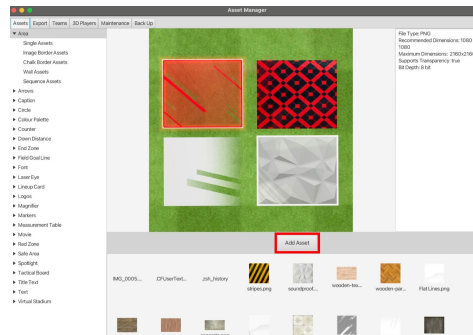 Asset Manager
Assets Export Teams 3D Players Maintenance Back Up
Area
Single Assets
Image Border Assets
Chalk Border Assets
Wall Assets
Sequence Assets
Arrows
Caption
Circle
Colour Palette
Counter
Down Distance
End Zone
Field Goal Line
Font
Laser Eye
Lineup Card
Logos
Magnifier
Markers
Measurement Table
Movie
Red Zone
Safe Area
Spotlight
Tactical Board
Title Text
Text
Virtual Stadium
File Type: PNG
Recommended Dimensions: 1080
1080
Maximum Dimensions: 2160x216
Supports Transparency: true
Bit Depth: 8 bit
Add Asset
IMG_0005.... .CFUserText... .zsh_history stripes.png soundproof.... wooden-tex... wooden-par... Flat Lines.png